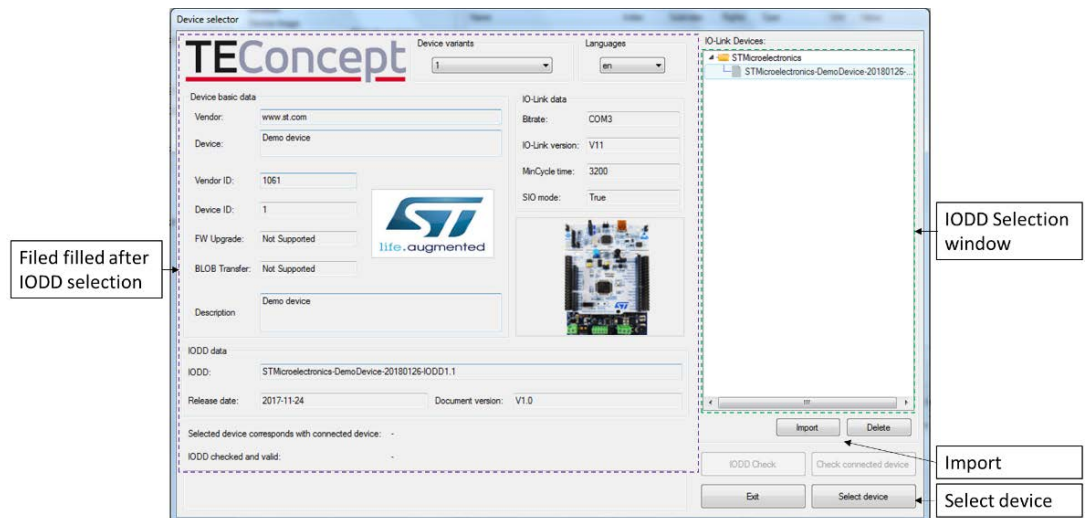 Device selector
TEConcept
Device variants
1
Languages
en
IO-Link Devices:
STMicroelectronics
STMicroelectronics-DemoDevice-20180126-...
Device basic data
Vendor: www.st.com
Device: Demo device
Vendor ID: 1061
Device ID: 1
FW Upgrade: Not Supported
BLOB Transfer: Not Supported
Description Demo device
ST
life.augmented
IO-Link data
Bitrate: COM3
IO-Link version: V11
MinCycle time: 3200
SIO mode: True
IODD data
IODD: STMicroelectronics-DemoDevice-20180126-IODD1.1
Release date: 2017-11-24 Document version: V1.0
Selected device corresponds with connected device: -
IODD checked and valid: -
Import Delete
IODD Check Check connected device
Exit Select device
Filed filled after
IODD selection
IODD Selection
window
Import
Select device